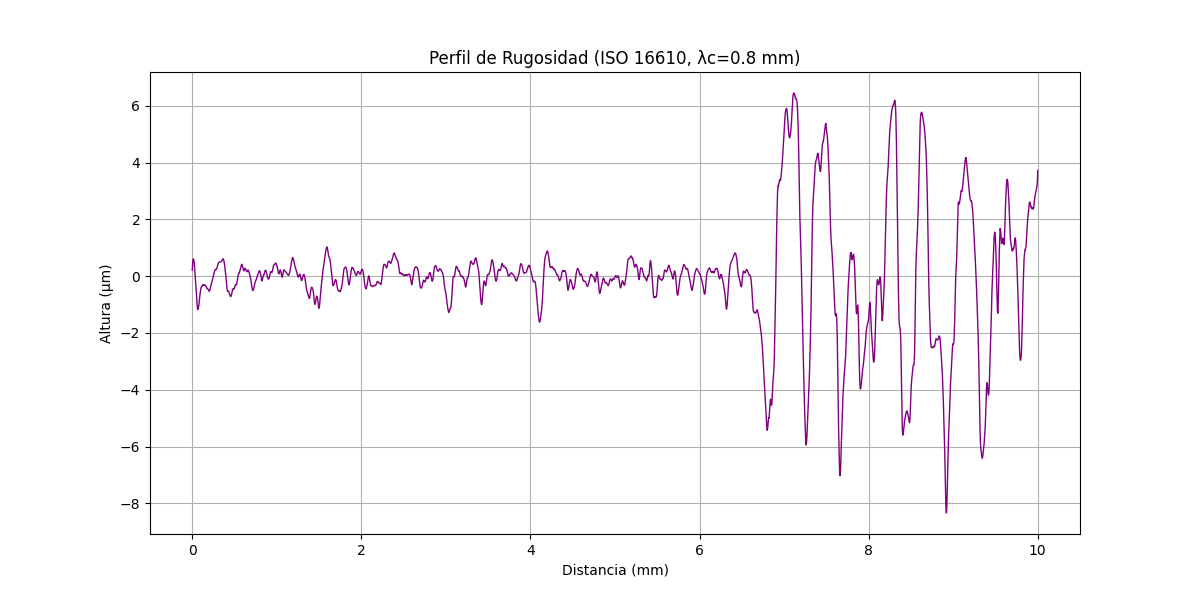 Perfil de Rugosidad (ISO 16610, λc=0.8 mm)
Altura (μm)
6
4
2
0
−2
−4
−6
−8
0 2 4 6 8 10
Distancia (mm)